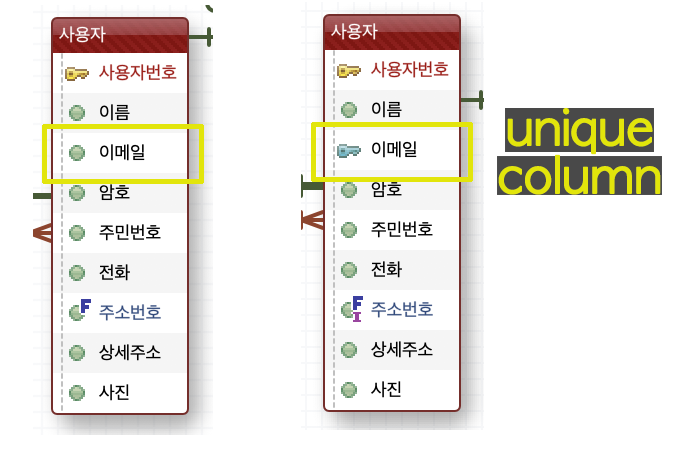 사용자
사용자번호
이름
이메일
암호
주민번호
전화
F 주소번호
상세주소
사진
사용자
사용자번호
이름
이메일
암호
주민번호
전화
F I 주소번호
상세주소
사진
unique
column